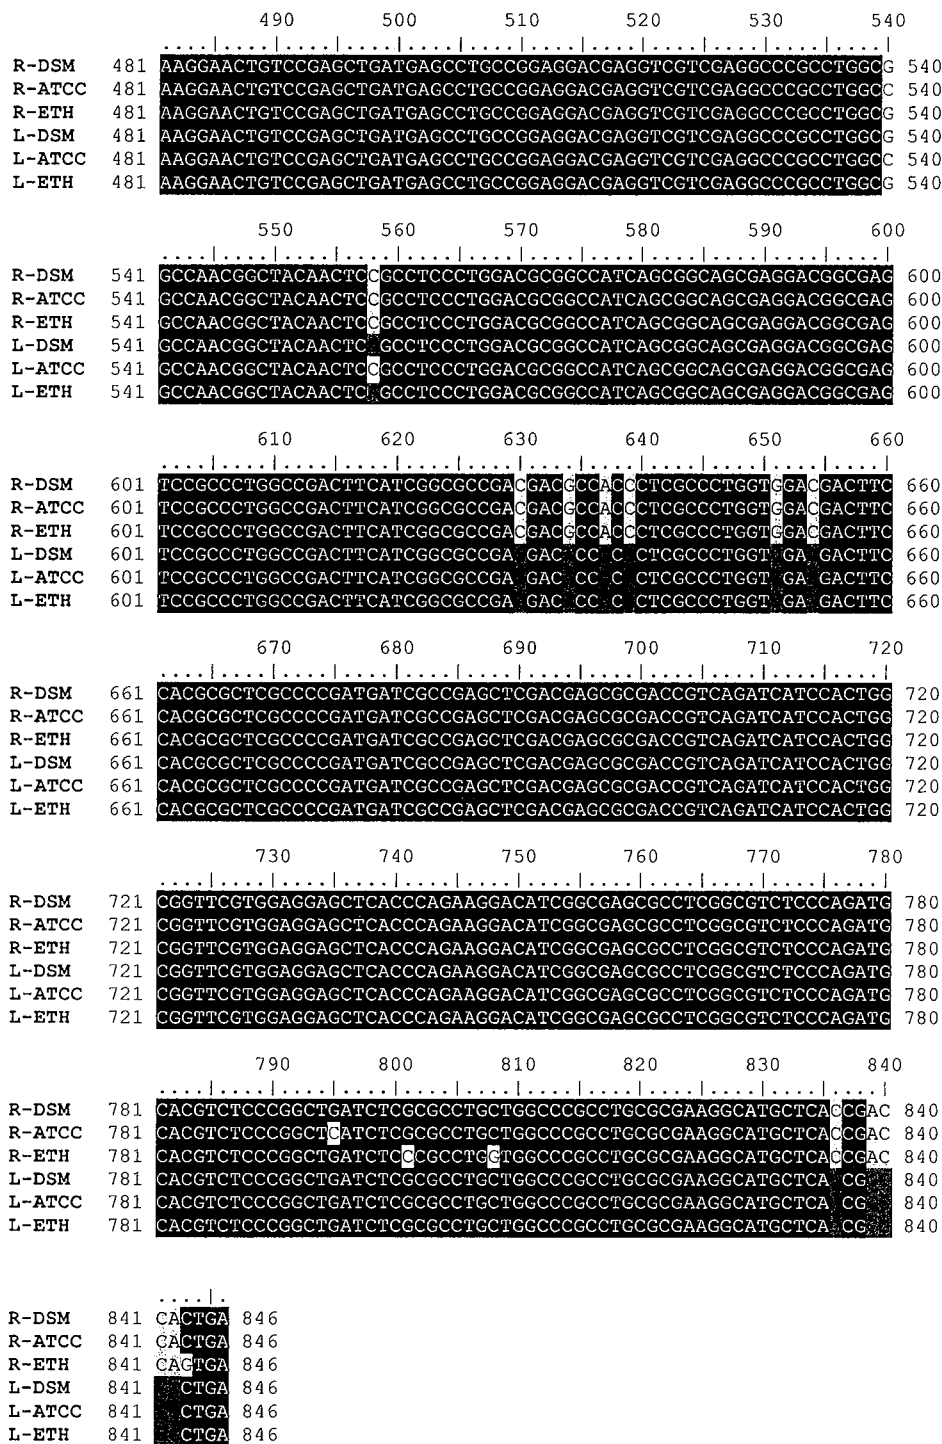 490 500 510 520 530 540
R-DSM 481 AAGGAACTGTCCGAGCTGATGAGCCTGCCGGAGGACGAGGTCGTCGAGGCCCGCCTGGCG 540
R-ATCC 481 AAGGAACTGTCCGAGCTGATGAGCCTGCCGGAGGACGAGGTCGTCGAGGCCCGCCTGGCC 540
R-ETH 481 AAGGAACTGTCCGAGCTGATGAGCCTGCCGGAGGACGAGGTCGTCGAGGCCCGCCTGGCG 540
L-DSM 481 AAGGAACTGTCCGAGCTGATGAGCCTGCCGGAGGACGAGGTCGTCGAGGCCCGCCTGGCG 540
L-ATCC 481 AAGGAACTGTCCGAGCTGATGAGCCTGCCGGAGGACGAGGTCGTCGAGGCCCGCCTGGCC 540
L-ETH 481 AAGGAACTGTCCGAGCTGATGAGCCTGCCGGAGGACGAGGTCGTCGAGGCCCGCCTGGCG 540
550 560 570 580 590 600
R-DSM 541 GCCAACGGCTACAACTCCGCCTCCCTGGACGCGGCCATCAGCGGCAGCGAGGACGGCGAG 600
R-ATCC 541 GCCAACGGCTACAACTCCGCCTCCCTGGACGCGGCCATCAGCGGCAGCGAGGACGGCGAG 600
R-ETH 541 GCCAACGGCTACAACTCCGCCTCCCTGGACGCGGCCATCAGCGGCAGCGAGGACGGCGAG 600
L-DSM 541 GCCAACGGCTACAACTC GCCTCCCTGGACGCGGCCATCAGCGGCAGCGAGGACGGCGAG 600
L-ATCC 541 GCCAACGGCTACAACTCCGCCTCCCTGGACGCGGCCATCAGCGGCAGCGAGGACGGCGAG 600
L-ETH 541 GCCAACGGCTACAACTC GCCTCCCTGGACGCGGCCATCAGCGGCAGCGAGGACGGCGAG 600
610 620 630 640 650 660
R-DSM 601 TCCGCCCTGGCCGACTTCATCGGCGCCGACGACGCCACCCTCGCCCTGGTGGACGACTTC 660
R-ATCC 601 TCCGCCCTGGCCGACTTCATCGGCGCCGACGACGCCACCCTCGCCCTGGTGGACGACTTC 660
R-ETH 601 TCCGCCCTGGCCGACTTCATCGGCGCCGACGACGCCACCCTCGCCCTGGTGGACGACTTC 660
L-DSM 601 TCCGCCCTGGCCGACTTCATCGGCGCCGA GAC CC C CTCGCCCTGGT GA GACTTC 660
L-ATCC 601 TCCGCCCTGGCCGACTTCATCGGCGCCGA GAC CC C CTCGCCCTGGT GA GACTTC 660
L-ETH 601 TCCGCCCTGGCCGACTTCATCGGCGCCGA GAC CC C CTCGCCCTGGT GA GACTTC 660
670 680 690 700 710 720
R-DSM 661 CACGCGCTCGCCCCGATGATCGCCGAGCTCGACGAGCGCGACCGTCAGATCATCCACTGG 720
R-ATCC 661 CACGCGCTCGCCCCGATGATCGCCGAGCTCGACGAGCGCGACCGTCAGATCATCCACTGG 720
R-ETH 661 CACGCGCTCGCCCCGATGATCGCCGAGCTCGACGAGCGCGACCGTCAGATCATCCACTGG 720
L-DSM 661 CACGCGCTCGCCCCGATGATCGCCGAGCTCGACGAGCGCGACCGTCAGATCATCCACTGG 720
L-ATCC 661 CACGCGCTCGCCCCGATGATCGCCGAGCTCGACGAGCGCGACCGTCAGATCATCCACTGG 720
L-ETH 661 CACGCGCTCGCCCCGATGATCGCCGAGCTCGACGAGCGCGACCGTCAGATCATCCACTGG 720
730 740 750 760 770 780
R-DSM 721 CGGTTCGTGGAGGAGCTCACCCAGAAGGACATCGGCGAGCGCCTCGGCGTCTCCCAGATG 780
R-ATCC 721 CGGTTCGTGGAGGAGCTCACCCAGAAGGACATCGGCGAGCGCCTCGGCGTCTCCCAGATG 780
R-ETH 721 CGGTTCGTGGAGGAGCTCACCCAGAAGGACATCGGCGAGCGCCTCGGCGTCTCCCAGATG 780
L-DSM 721 CGGTTCGTGGAGGAGCTCACCCAGAAGGACATCGGCGAGCGCCTCGGCGTCTCCCAGATG 780
L-ATCC 721 CGGTTCGTGGAGGAGCTCACCCAGAAGGACATCGGCGAGCGCCTCGGCGTCTCCCAGATG 780
L-ETH 721 CGGTTCGTGGAGGAGCTCACCCAGAAGGACATCGGCGAGCGCCTCGGCGTCTCCCAGATG 780
790 800 810 820 830 840
R-DSM 781 CACGTCTCCCGGCTGATCTCGCGCCTGCTGGCCCGCCTGCGCGAAGGCATGCTCACCGAC 840
R-ATCC 781 CACGTCTCCCGGCTCATCTCGCGCCTGCTGGCCCGCCTGCGCGAAGGCATGCTCACCGAC 840
R-ETH 781 CACGTCTCCCGGCTGATCTCCCGCCTGGTGGCCCGCCTGCGCGAAGGCATGCTCACCGAC 840
L-DSM 781 CACGTCTCCCGGCTGATCTCGCGCCTGCTGGCCCGCCTGCGCGAAGGCATGCTCA CG 840
L-ATCC 781 CACGTCTCCCGGCTGATCTCGCGCCTGCTGGCCCGCCTGCGCGAAGGCATGCTCA CG 840
L-ETH 781 CACGTCTCCCGGCTGATCTCGCGCCTGCTGGCCCGCCTGCGCGAAGGCATGCTCA CG 840
R-DSM 841 CACTGA 846
R-ATCC 841 CACTGA 846
R-ETH 841 CAGTGA 846
L-DSM 841 CTGA 846
L-ATCC 841 CTGA 846
L-ETH 841 CTGA 846